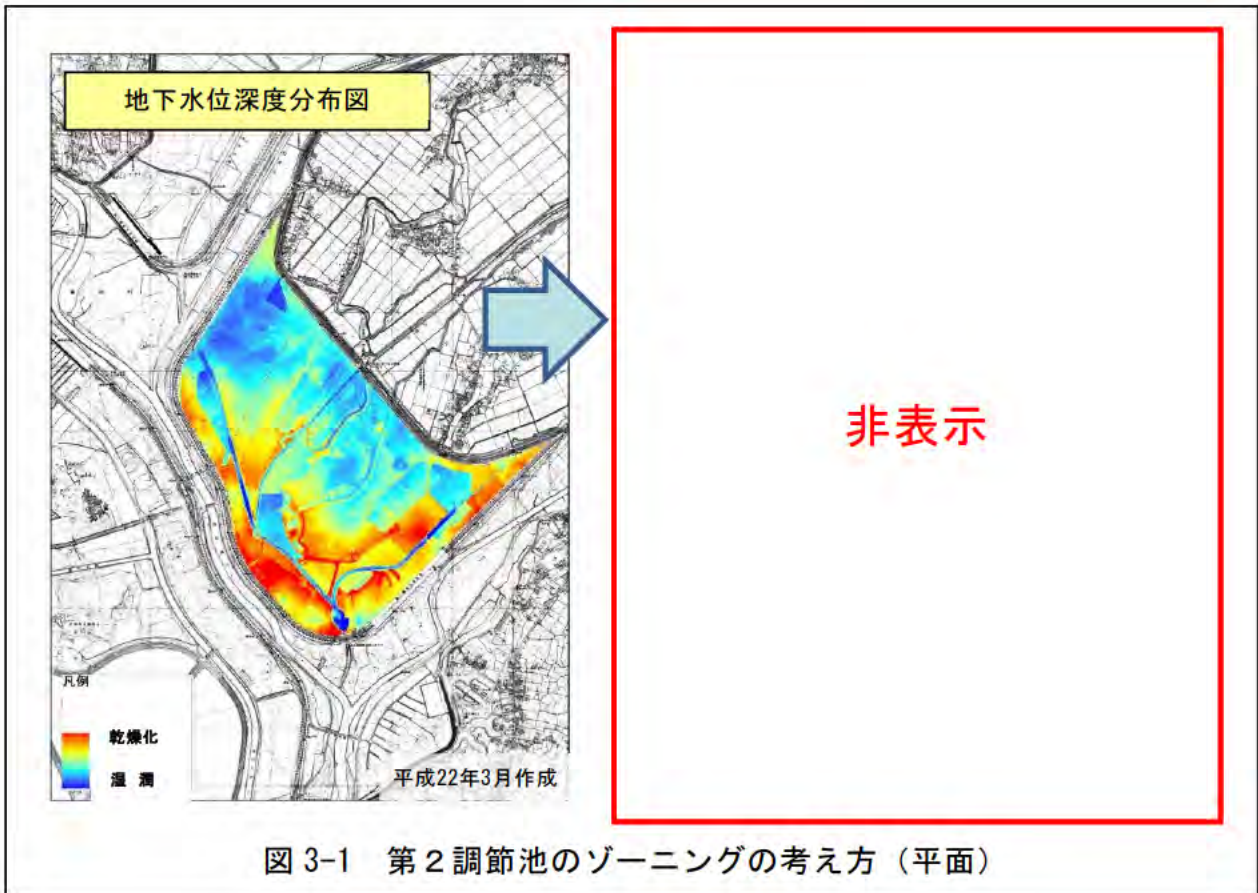 地下水位深度分布図
非表示
凡例
乾燥化
湿潤
平成22年3月作成
図 3-1 第２調節池のゾーニングの考え方（平面）